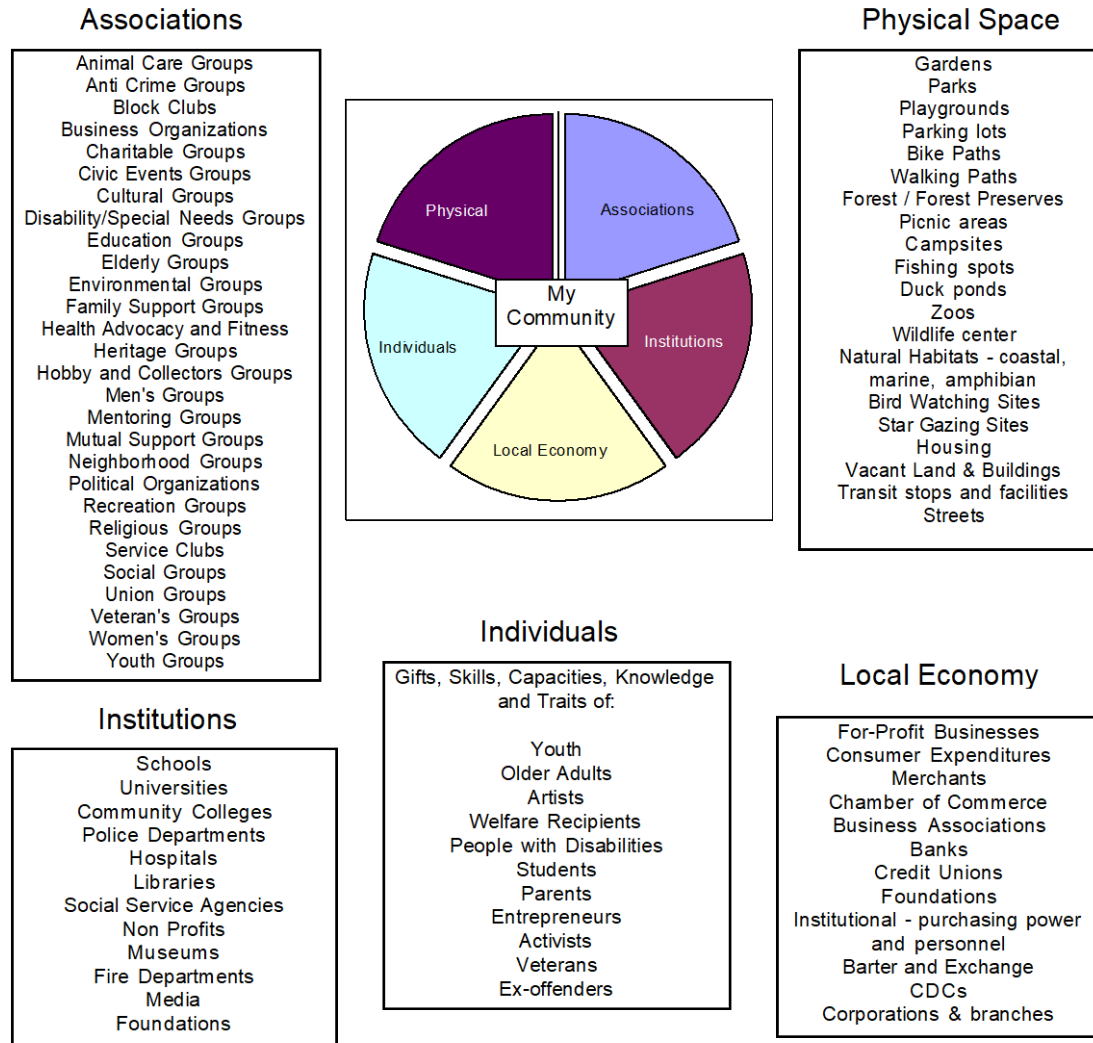 Associations
Animal Care Groups
Anti Crime Groups
Block Clubs
Business Organizations
Charitable Groups
Civic Events Groups
Cultural Groups
Disability/Special Needs Groups
Education Groups
Elderly Groups
Environmental Groups
Family Support Groups
Health Advocacy and Fitness
Heritage Groups
Hobby and Collectors Groups
Men's Groups
Mentoring Groups
Mutual Support Groups
Neighborhood Groups
Political Organizations
Recreation Groups
Religious Groups
Service Clubs
Social Groups
Union Groups
Veteran's Groups
Women's Groups
Youth Groups
Physical
Associations
My
Community
Individuals
Institutions
Local Economy
Physical Space
Gardens
Parks
Playgrounds
Parking lots
Bike Paths
Walking Paths
Forest / Forest Preserves
Picnic areas
Campsites
Fishing spots
Duck ponds
Zoos
Wildlife center
Natural Habitats - coastal,
marine, amphibian
Bird Watching Sites
Star Gazing Sites
Housing
Vacant Land & Buildings
Transit stops and facilities
Streets
Institutions
Schools
Universities
Community Colleges
Police Departments
Hospitals
Libraries
Social Service Agencies
Non Profits
Museums
Fire Departments
Media
Foundations
Individuals
Gifts, Skills, Capacities, Knowledge
and Traits of:
Youth
Older Adults
Artists
Welfare Recipients
People with Disabilities
Students
Parents
Entrepreneurs
Activists
Veterans
Ex-offenders
Local Economy
For-Profit Businesses
Consumer Expenditures
Merchants
Chamber of Commerce
Business Associations
Banks
Credit Unions
Foundations
Institutional - purchasing power
and personnel
Barter and Exchange
CDCs
Corporations & branches